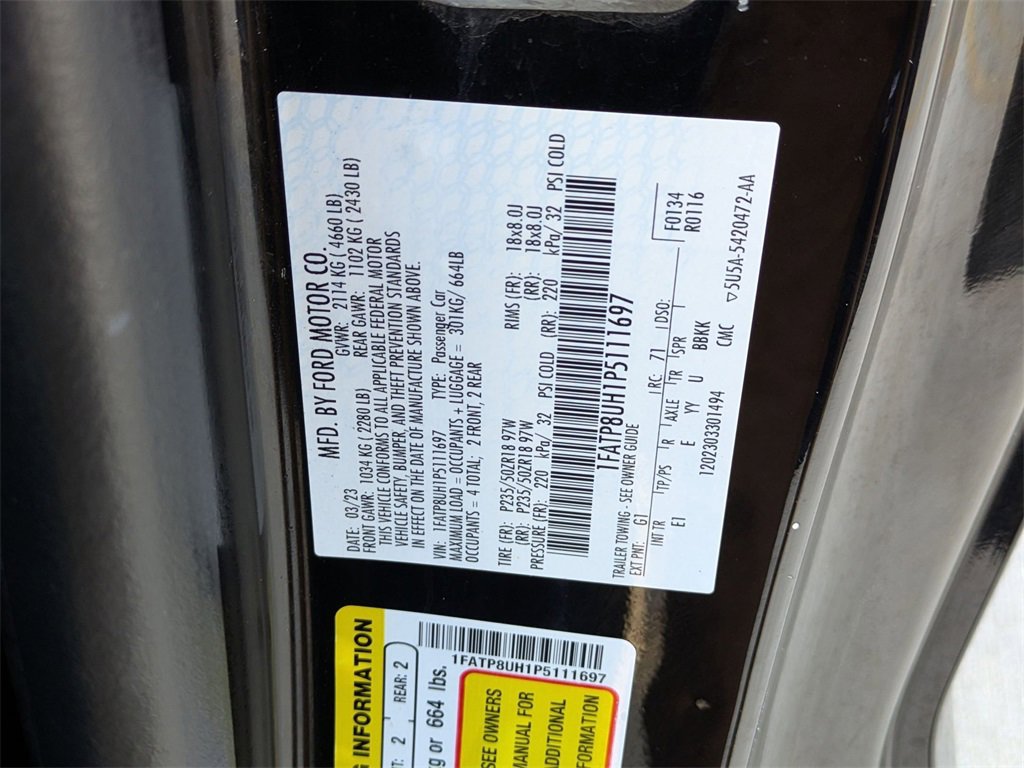 MFD. BY FORD MOTOR CO.
DATE: 03/23 GVWR: 2114 KG ( 4660 LB)
FRONT GAWR: 1034 KG ( 2280 LB) REAR GAWR: 1102 KG ( 2430 LB)
THIS VEHICLE CONFORMS TO ALL APPLICABLE FEDERAL MOTOR
VEHICLE SAFETY, BUMPER, AND THEFT PREVENTION STANDARDS
IN EFFECT ON THE DATE OF MANUFACTURE SHOWN ABOVE.
VIN: 1FATP8UH1P5111697 TYPE: Passenger Car
MAXIMUM LOAD = OCCUPANTS + LUGGAGE = 301KG/ 664LB
OCCUPANTS = 4 TOTAL; 2 FRONT, 2 REAR
TIRE (FR): P235/50ZR18 97W RIMS (FR): 18x8.0J
(RR): P235/50ZR18 97W (RR): 18x8.0J
PRESSURE (FR): 220 kPa/ 32 PSI COLD (RR): 220 kPa/ 32 PSI COLD
1FATP8UH1P5111697
TRAILER TOWING - SEE OWNER GUIDE
EXT PNT: G1 RC: 71 DSO: F0134
INT TR TP/PS R AXLE TR SPR R0116
E1 E YY U BBKK
1202303301494 CMC
▽5U5A-5420472-AA
INFORMATION
2 REAR: 2
or 664 lbs.
1FATP8UH1P5111697
SEE OWNERS
MANUAL FOR
ADDITIONAL